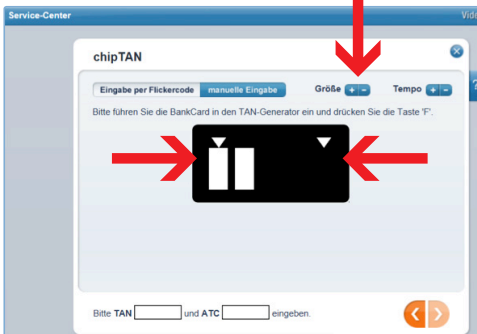 Service-Center
chipTAN
Eingabe per Flickercode manuelle Eingabe Größe + - Tempo + -
Bitte führen Sie die BankCard in den TAN-Generator ein und drücken Sie die Taste 'F'.
Bitte TAN und ATC eingeben.